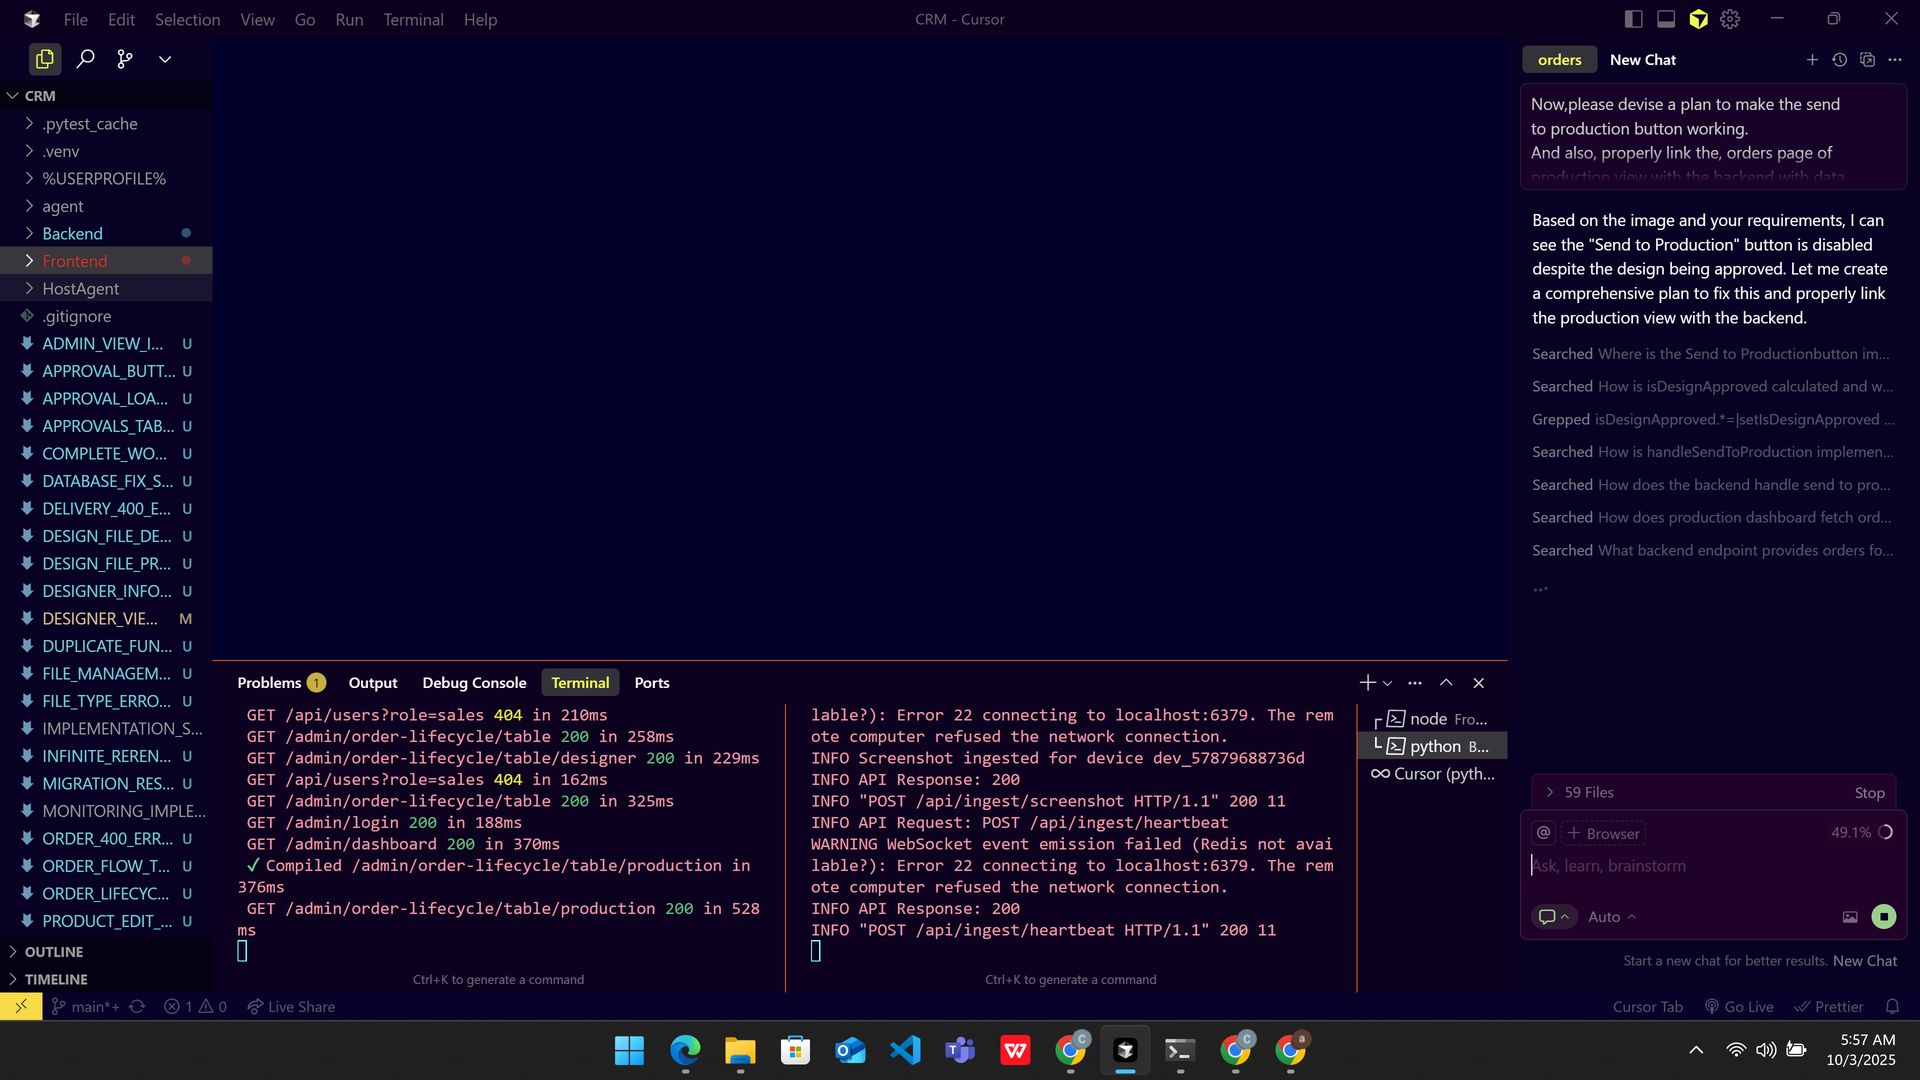 File Edit Selection View Go Run Terminal Help
CRM - Cursor
CRM
.pytest_cache
.venv
%USERPROFILE%
agent
Backend
Frontend
HostAgent
.gitignore
ADMIN_VIEW_I... U
APPROVAL_BUTT... U
APPROVAL_LOA... U
APPROVALS_TAB... U
COMPLETE_WO... U
DATABASE_FIX_S... U
DELIVERY_400_E... U
DESIGN_FILE_DE... U
DESIGN_FILE_PR... U
DESIGNER_INFO... U
DESIGNER_VIE... M
DUPLICATE_FUN... U
FILE_MANAGEM... U
FILE_TYPE_ERRO... U
IMPLEMENTATION_S...
INFINITE_REREN... U
MIGRATION_RES... U
MONITORING_IMPLE...
ORDER_400_ERR... U
ORDER_FLOW_T... U
ORDER_LIFECYC... U
PRODUCT_EDIT_... U
OUTLINE
TIMELINE
Problems 1 Output Debug Console Terminal Ports
GET /api/users?role=sales 404 in 210ms
GET /admin/order-lifecycle/table 200 in 258ms
GET /admin/order-lifecycle/table/designer 200 in 229ms
GET /api/users?role=sales 404 in 162ms
GET /admin/order-lifecycle/table 200 in 325ms
GET /admin/login 200 in 188ms
GET /admin/dashboard 200 in 370ms
✓ Compiled /admin/order-lifecycle/table/production in
376ms
GET /admin/order-lifecycle/table/production 200 in 528
ms
Ctrl+K to generate a command
lable?): Error 22 connecting to localhost:6379. The rem
ote computer refused the network connection.
INFO Screenshot ingested for device dev_57879688736d
INFO API Response: 200
INFO "POST /api/ingest/screenshot HTTP/1.1" 200 11
INFO API Request: POST /api/ingest/heartbeat
WARNING WebSocket event emission failed (Redis not avai
lable?): Error 22 connecting to localhost:6379. The rem
ote computer refused the network connection.
INFO API Response: 200
INFO "POST /api/ingest/heartbeat HTTP/1.1" 200 11
Ctrl+K to generate a command
node Fro...
python B...
Cursor (pyth...
orders New Chat
Now,please devise a plan to make the send
to production button working.
And also, properly link the, orders page of
production view with the backend with data
Based on the image and your requirements, I can
see the "Send to Production" button is disabled
despite the design being approved. Let me create
a comprehensive plan to fix this and properly link
the production view with the backend.
Searched Where is the Send to Productionbutton im...
Searched How is isDesignApproved calculated and w...
Grepped isDesignApproved.*=|setIsDesignApproved ...
Searched How is handleSendToProduction implemen...
Searched How does the backend handle send to pro...
Searched How does production dashboard fetch ord...
Searched What backend endpoint provides orders fo...
...
59 Files Stop
@ + Browser 49.1%
Ask, learn, brainstorm
Auto
Start a new chat for better results. New Chat
main*+ 1 0 Live Share
Cursor Tab Go Live Prettier
5:57 AM
10/3/2025